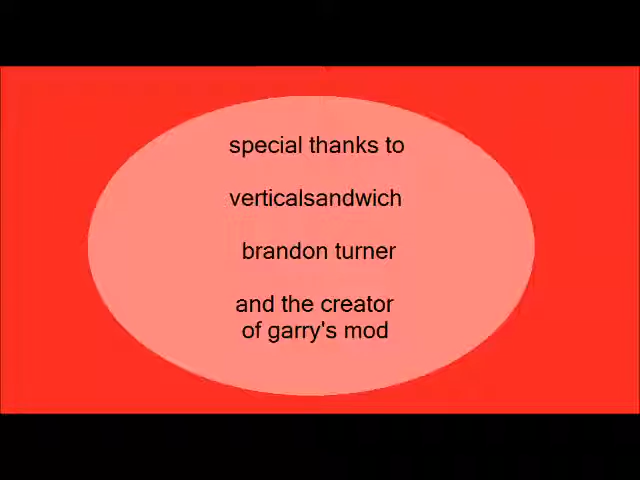 special thanks to
verticalsandwich
brandon turner
and the creator
of garry's mod